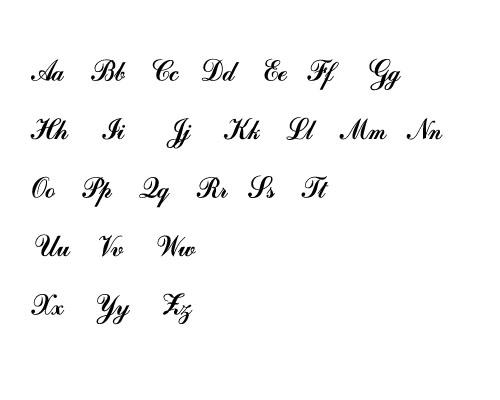 Aa Bb Cc Dd Ee Ff Gg
Hh Ii Jj Kk Ll Mm Nn
Oo Pp Qq Rr Ss Tt
Uu Vv Ww
Xx Yy Zz